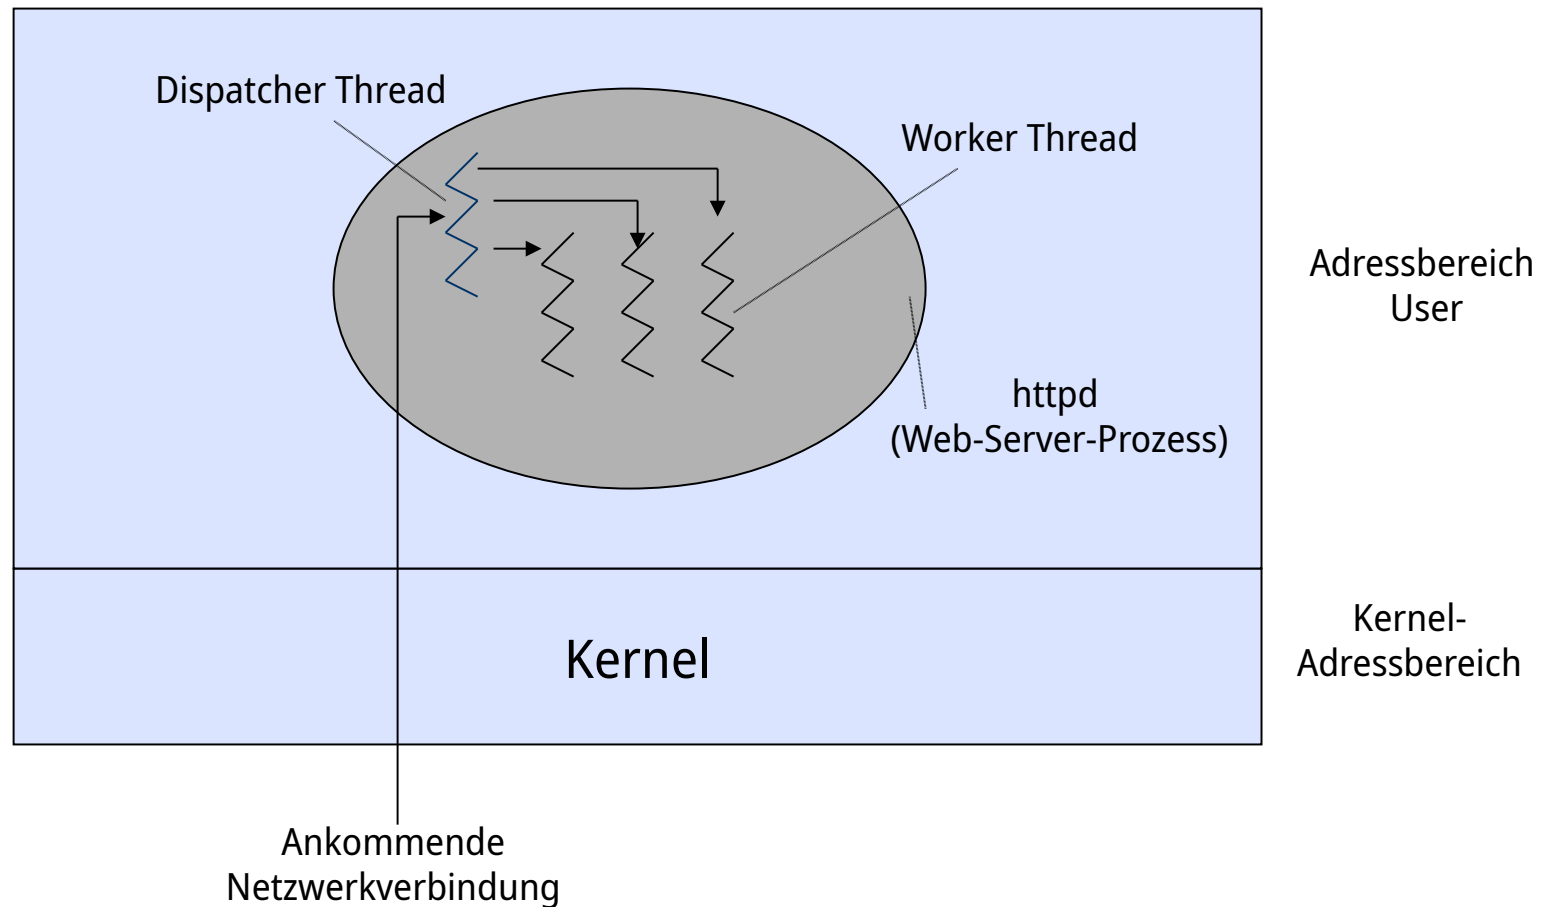 Dispatcher Thread
Worker Thread
Adressbereich
User
httpd
(Web-Server-Prozess)
Kernel
Kernel-
Adressbereich
Ankommende
Netzwerkverbindung